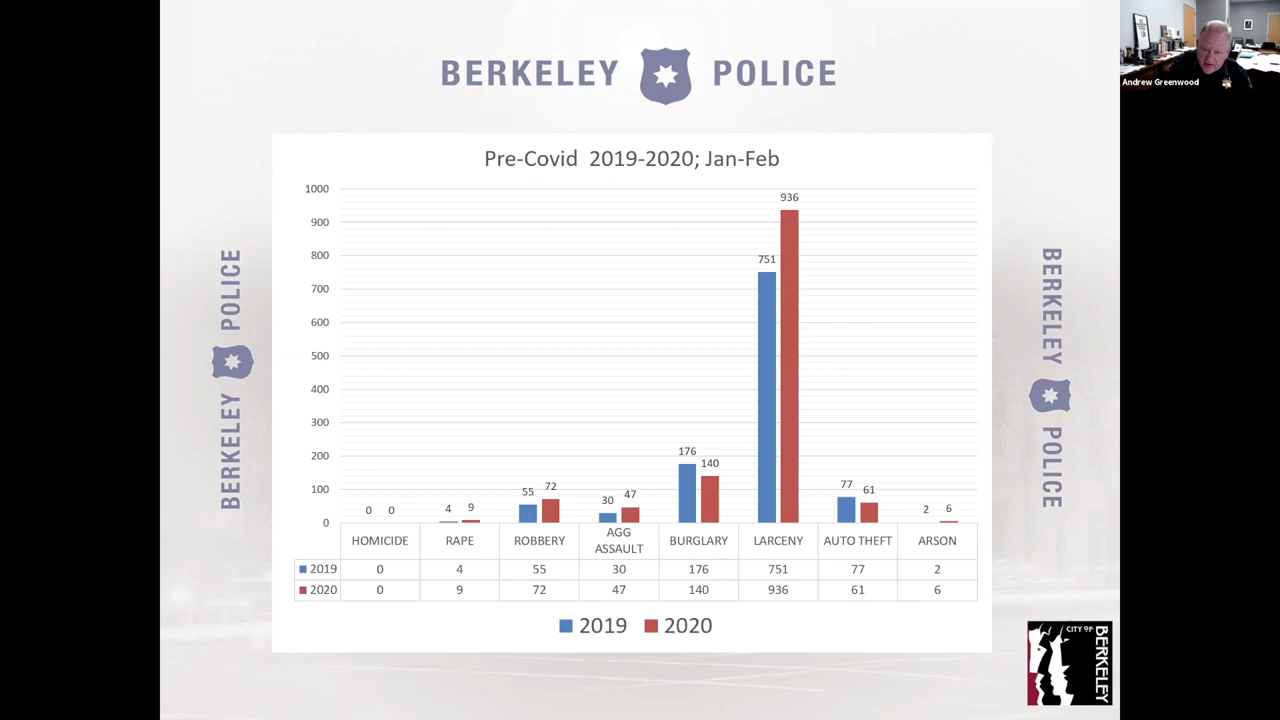 BERKELEY POLICE
Andrew Greenwood
Pre-Covid 2019-2020; Jan-Feb
1000
900
800
700
600
500
400
300
200
100
0
0 0
4 9
55 72
30 47
176 140
751 936
77 61
2 6
HOMICIDE RAPE ROBBERY AGG ASSAULT BURGLARY LARCENY AUTO THEFT ARSON
2019 0 4 55 30 176 751 77 2
2020 0 9 72 47 140 936 61 6
2019 2020
BERKELEY POLICE
BERKELEY POLICE
CITY OF
BERKELEY